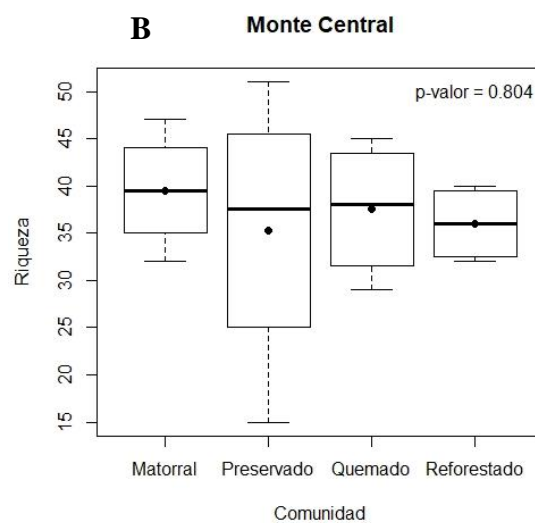 B Monte Central
p-valor = 0.804
50
45
40
35
30
25
20
15
Riqueza
Matorral Preservado Quemado Reforestado
Comunidad